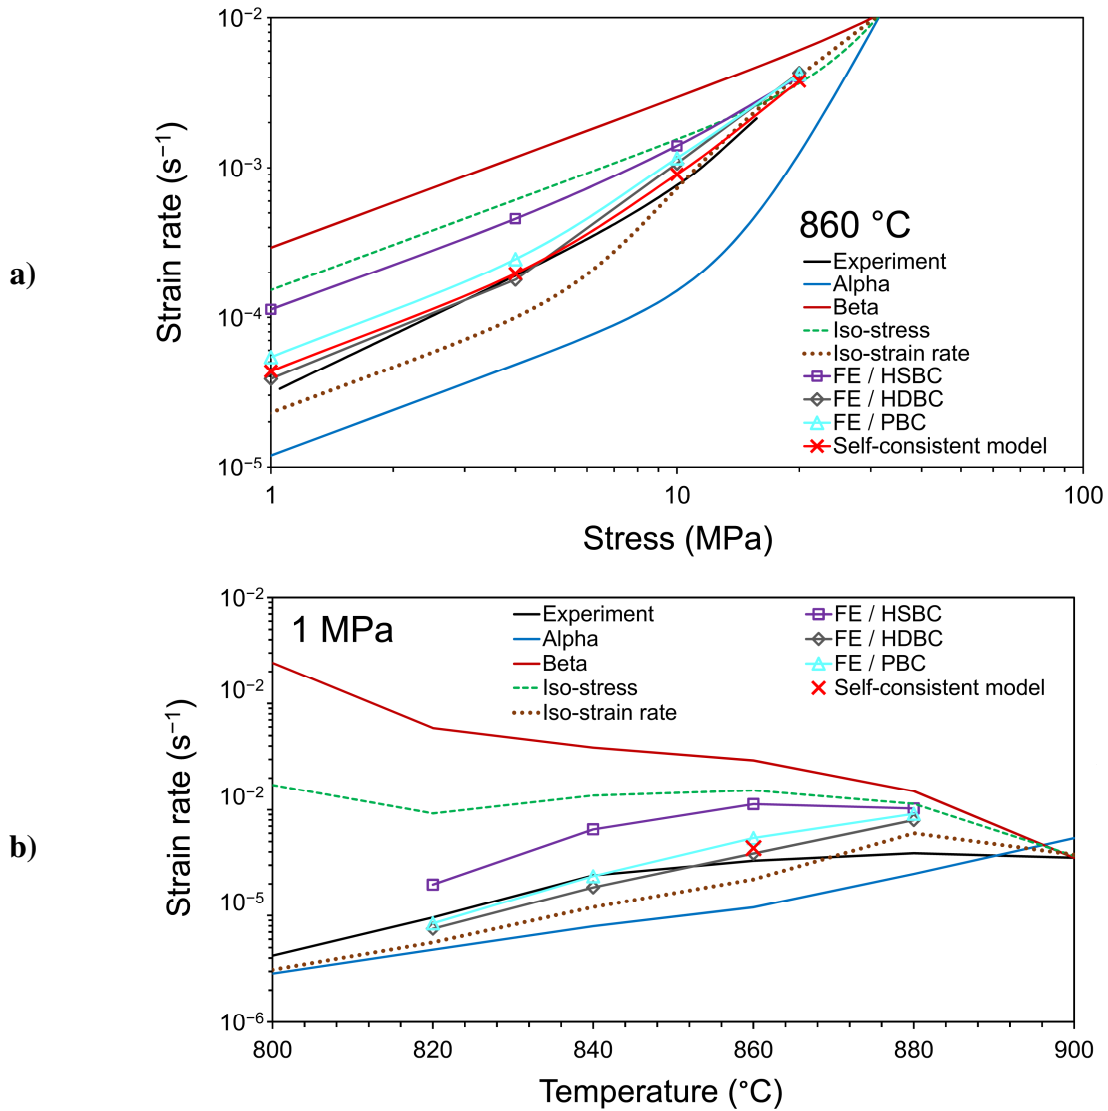 a)
Strain rate (s⁻¹)
10⁻²
10⁻³
10⁻⁴
10⁻⁵
860 °C
Experiment
Alpha
Beta
Iso-stress
Iso-strain rate
FE / HSBC
FE / HDBC
FE / PBC
Self-consistent model
1 10 100
Stress (MPa)
b)
Strain rate (s⁻¹)
10⁻²
10⁻²
10⁻²
10⁻⁵
10⁻⁶
1 MPa
Experiment
Alpha
Beta
Iso-stress
Iso-strain rate
FE / HSBC
FE / HDBC
FE / PBC
Self-consistent model
800 820 840 860 880 900
Temperature (°C)